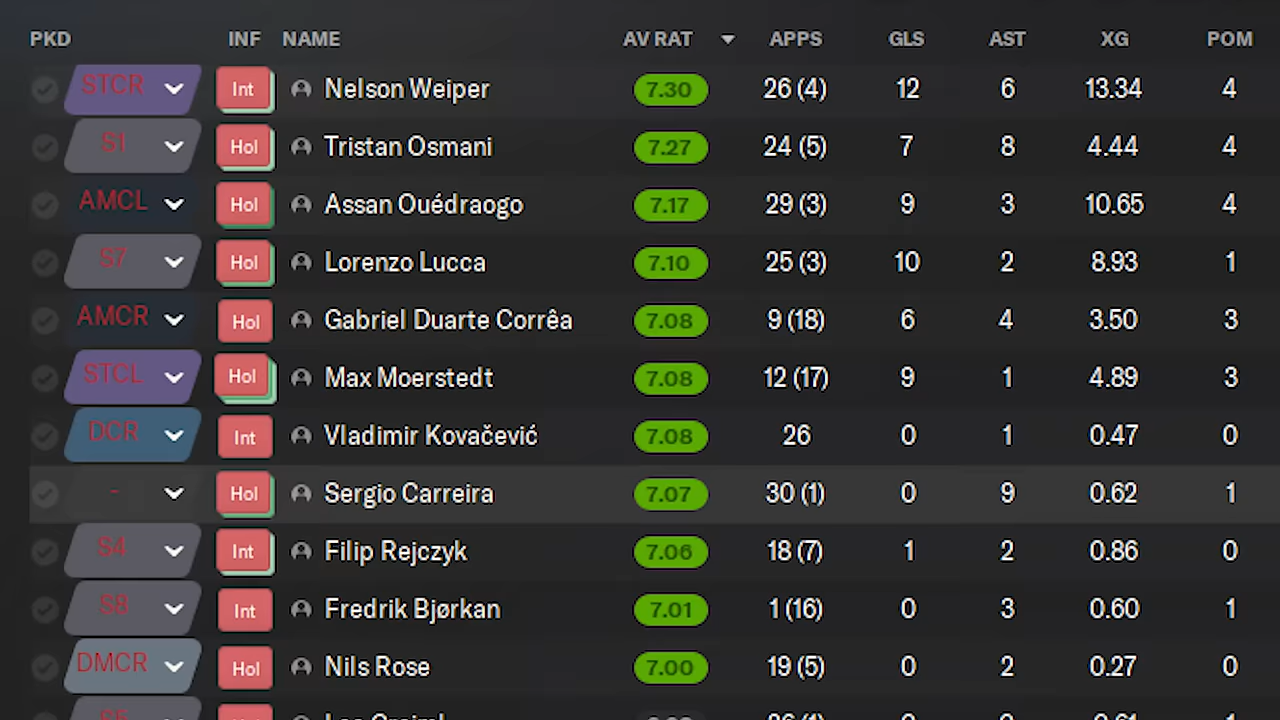 PKD INF NAME AV RAT APPS GLS AST XG POM
STCR Int Nelson Weiper 7.30 26 (4) 12 6 13.34 4
S1 Hol Tristan Osmani 7.27 24 (5) 7 8 4.44 4
AMCL Hol Assan Ouédraogo 7.17 29 (3) 9 3 10.65 4
S7 Hol Lorenzo Lucca 7.10 25 (3) 10 2 8.93 1
AMCR Hol Gabriel Duarte Corrêa 7.08 9 (18) 6 4 3.50 3
STCL Hol Max Moerstedt 7.08 12 (17) 9 1 4.89 3
DCR Int Vladimir Kovačević 7.08 26 0 1 0.47 0
- Hol Sergio Carreira 7.07 30 (1) 0 9 0.62 1
S4 Int Filip Rejczyk 7.06 18 (7) 1 2 0.86 0
S8 Int Fredrik Bjørkan 7.01 1 (16) 0 3 0.60 1
DMCR Hol Nils Rose 7.00 19 (5) 0 2 0.27 0